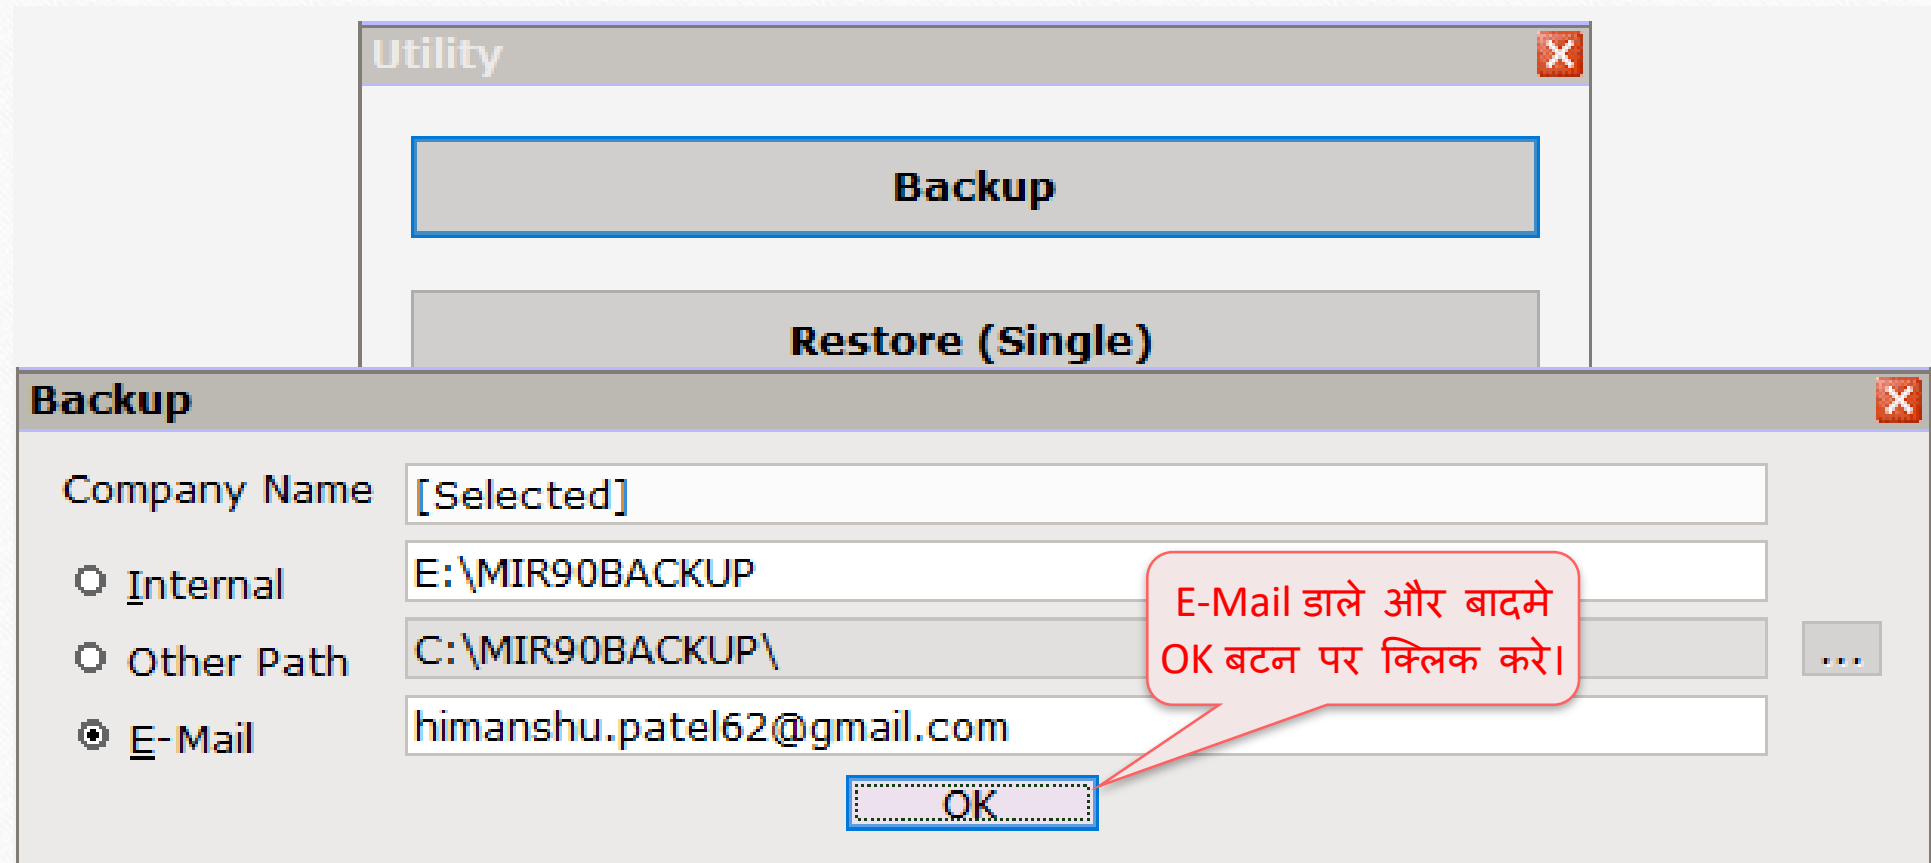 Utility
Backup
Restore (Single)
Backup
Company Name [Selected]
Internal E:\MIR90BACKUP
Other Path C:\MIR90BACKUP\ ...
E-Mail himanshu.patel62@gmail.com
E-Mail डाले और बादमे
OK बटन पर क्लिक करे।
OK